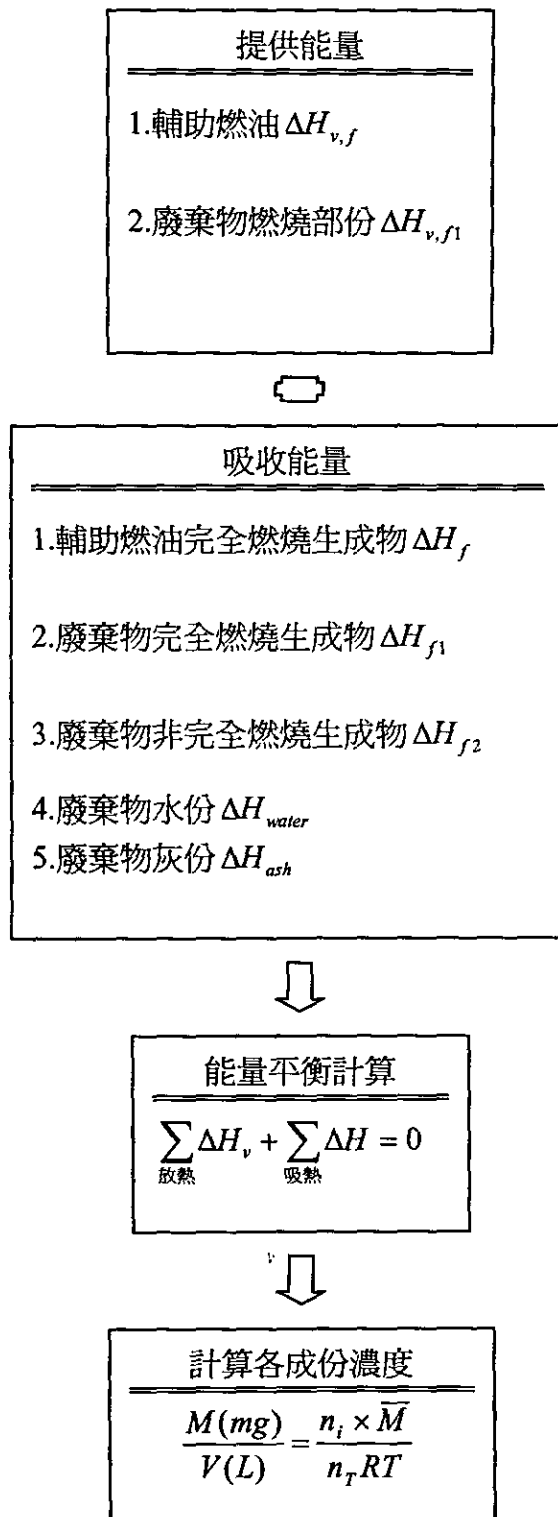 提供能量
1.輔助燃油 ΔH_{v,f}
2.廢棄物燃燒部份 ΔH_{v,f1}
吸收能量
1.輔助燃油完全燃燒生成物 ΔH_f
2.廢棄物完全燃燒生成物 ΔH_{f1}
3.廢棄物非完全燃燒生成物 ΔH_{f2}
4.廢棄物水份 ΔH_{water}
5.廢棄物灰份 ΔH_{ash}
能量平衡計算
\sum_{放熱} ΔH_v + \sum_{吸熱} ΔH = 0
計算各成份濃度
\frac{M(mg)}{V(L)} = \frac{n_i × \overline{M}}{n_T RT}